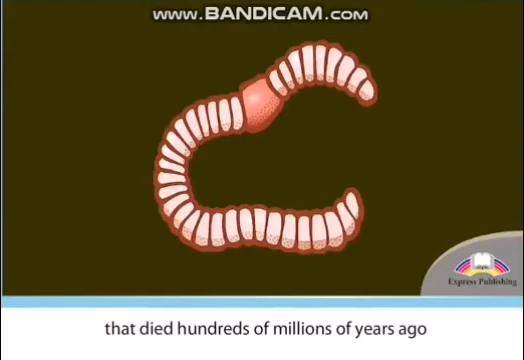 www.BANDICAM.com
Express Publishing
that died hundreds of millions of years ago